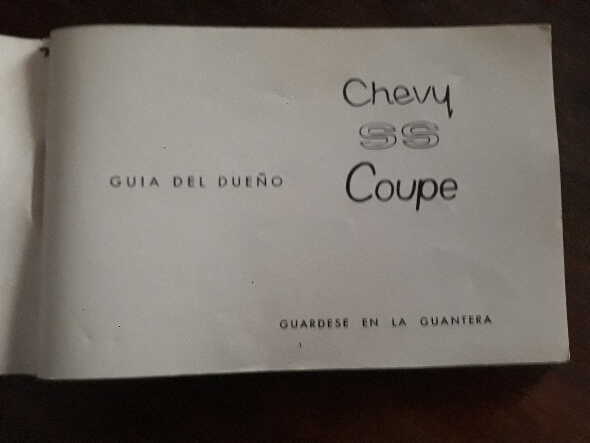 Chevy
SS
Coupe
GUIA DEL DUEÑO
GUARDESE EN LA GUANTERA